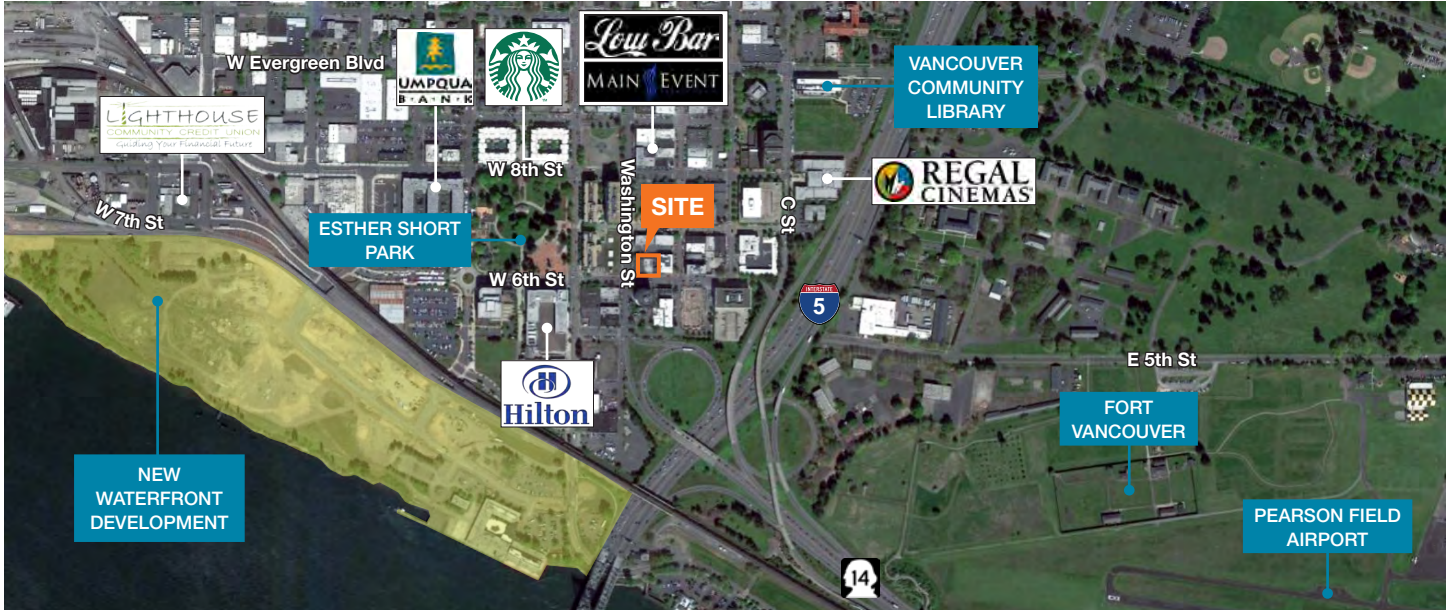 W Evergreen Blvd
UMPQUA
B•A•N•K
Low Bar
MAIN EVENT
VANCOUVER
COMMUNITY
LIBRARY
LIGHTHOUSE
COMMUNITY CREDIT UNION
Guiding Your Financial Future
W 8th St
Washington St
C St
REGAL
CINEMAS
W 7th St
ESTHER SHORT
PARK
SITE
W 6th St
INTERSTATE
5
E 5th St
Hilton
FORT
VANCOUVER
NEW
WATERFRONT
DEVELOPMENT
PEARSON FIELD
AIRPORT
14